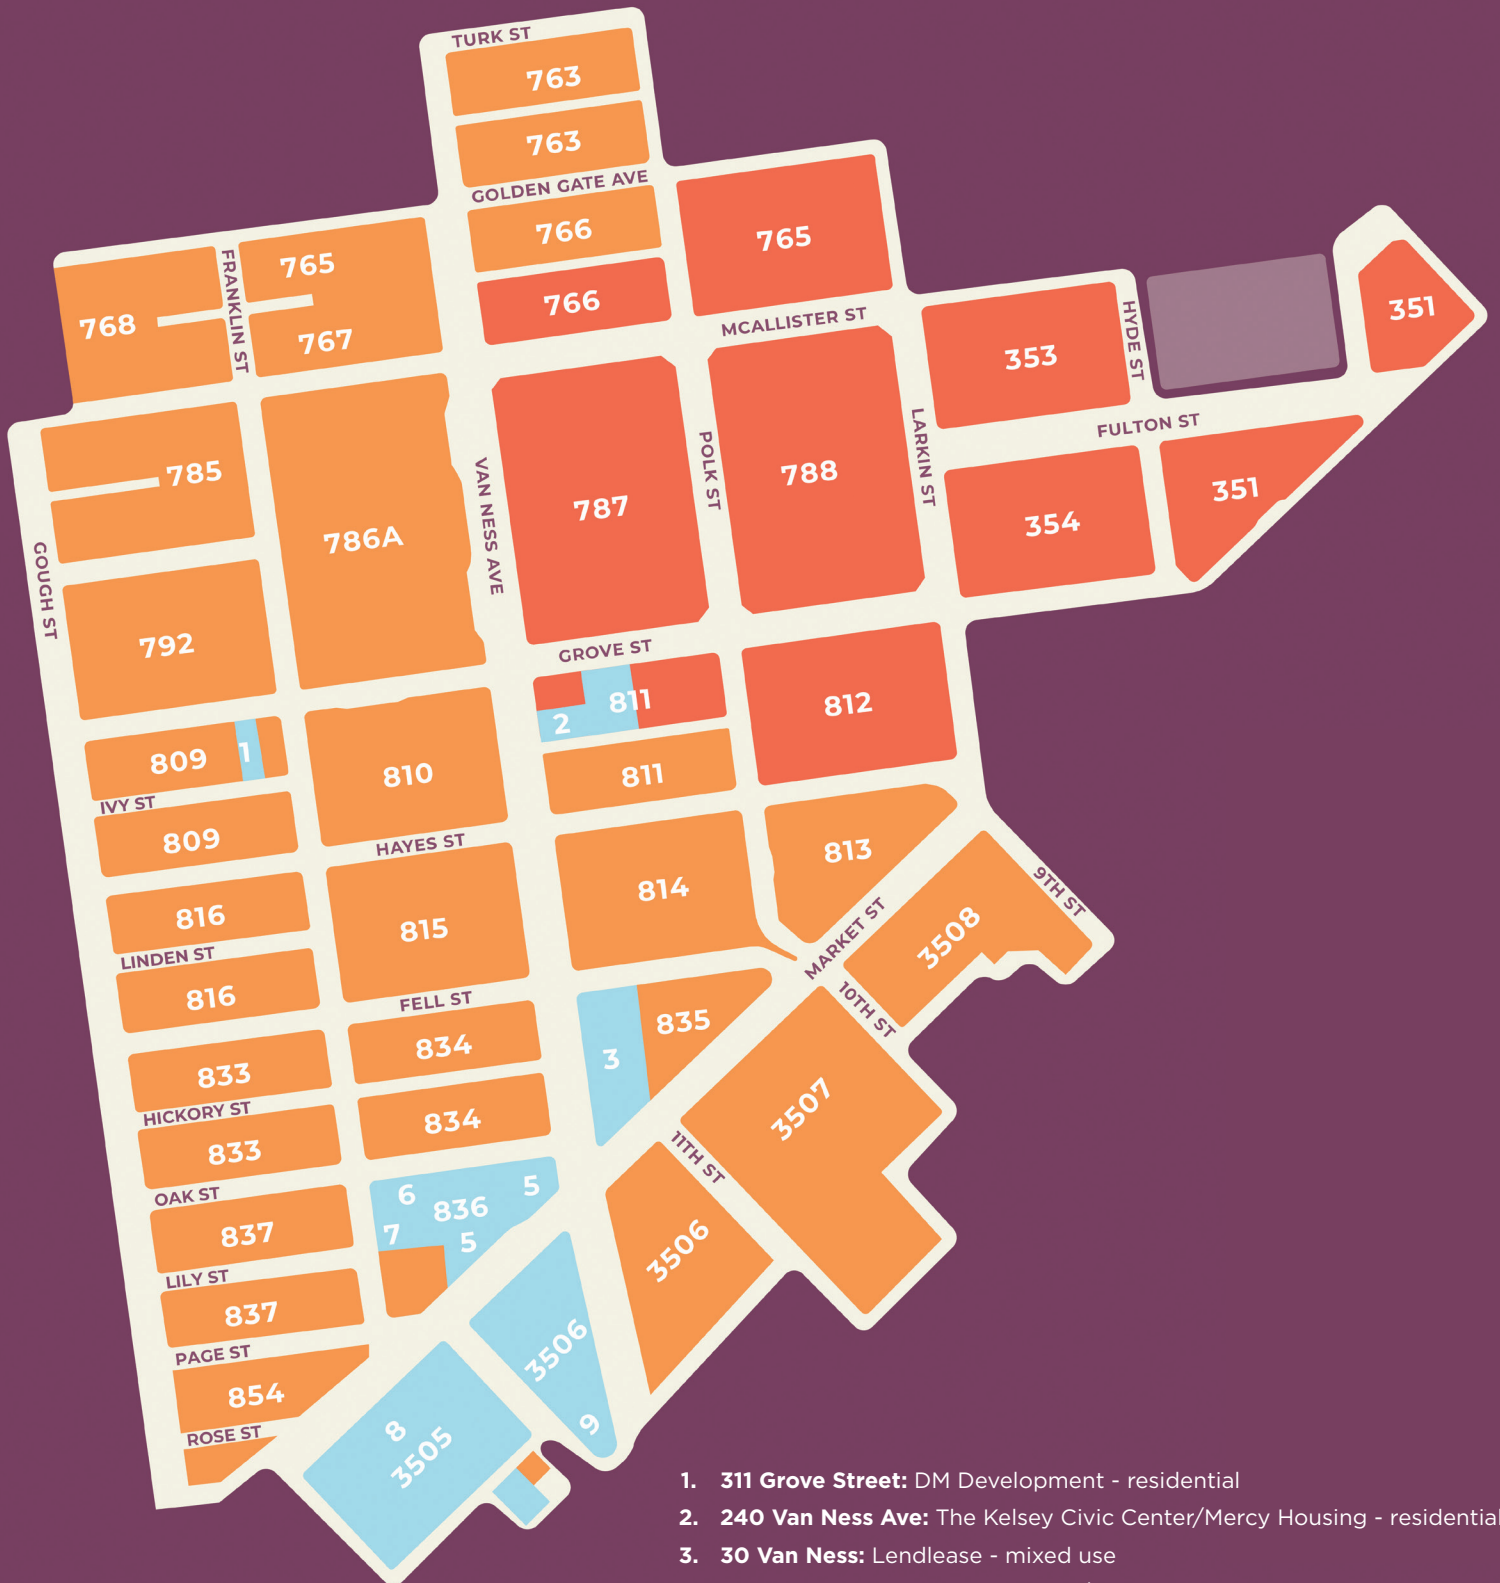 TURK ST
763
763
GOLDEN GATE AVE
766
765
766
768
FRANKLIN ST
765
767
MCALLISTER ST
353
HYDE ST
351
785
786A
VAN NESS AVE
787
POLK ST
788
LARKIN ST
FULTON ST
354
351
GOUGH ST
792
GROVE ST
811
2
812
809
1
810
811
IVY ST
809
HAYES ST
814
813
9TH ST
816
815
MARKET ST
3508
LINDEN ST
816
FELL ST
10TH ST
833
834
3
835
HICKORY ST
833
834
3507
11TH ST
OAK ST
837
6
836
5
7
5
3506
LILY ST
837
3506
PAGE ST
854
ROSE ST
8
3505
9
1. 311 Grove Street: DM Development - residential
2. 240 Van Ness Ave: The Kelsey Civic Center/Mercy Housing - residential
3. 30 Van Ness: Lendlease - mixed use